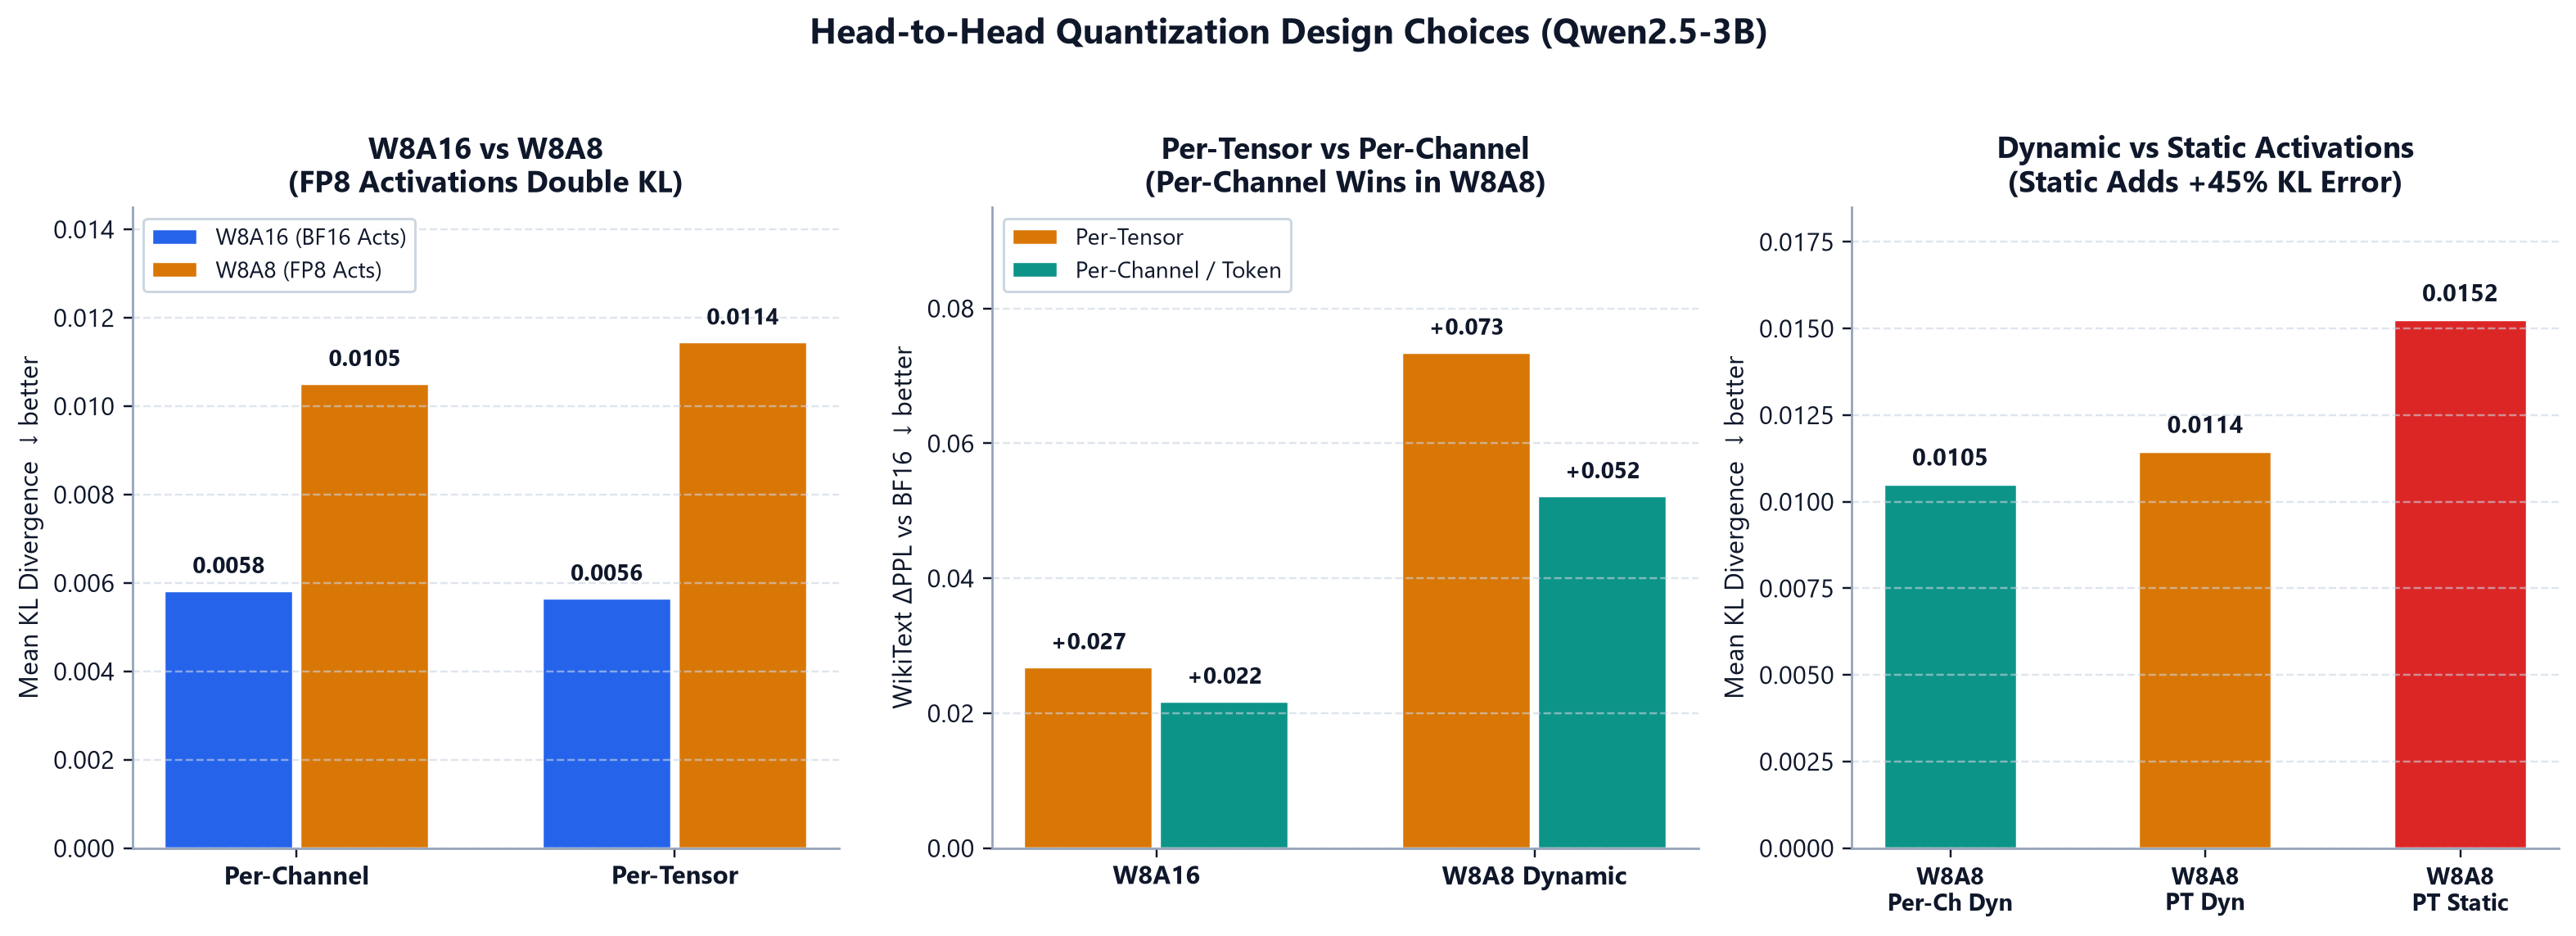 Head-to-Head Quantization Design Choices (Qwen2.5-3B)
W8A16 vs W8A8
(FP8 Activations Double KL)
Mean KL Divergence ↓ better
0.014
0.012
0.010
0.008
0.006
0.004
0.002
0.000
W8A16 (BF16 Acts)
W8A8 (FP8 Acts)
0.0058
0.0105
0.0056
0.0114
Per-Channel
Per-Tensor
Per-Tensor vs Per-Channel
(Per-Channel Wins in W8A8)
WikiText ΔPPL vs BF16 ↓ better
0.08
0.06
0.04
0.02
0.00
Per-Tensor
Per-Channel / Token
+0.027
+0.022
+0.073
+0.052
W8A16
W8A8 Dynamic
Dynamic vs Static Activations
(Static Adds +45% KL Error)
Mean KL Divergence ↓ better
0.0175
0.0150
0.0125
0.0100
0.0075
0.0050
0.0025
0.0000
0.0105
0.0114
0.0152
W8A8
Per-Ch Dyn
W8A8
PT Dyn
W8A8
PT Static